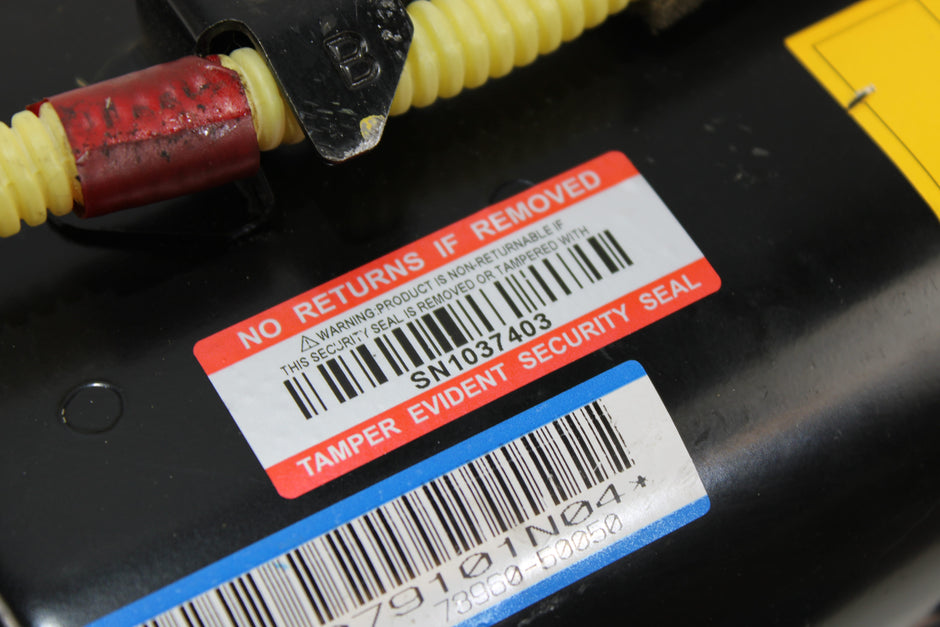 B
NO RETURNS IF REMOVED
⚠ WARNING:PRODUCT IS NON-RETURNABLE IF
THIS SECURITY SEAL IS REMOVED OR TAMPERED WITH
SN1037403
TAMPER EVIDENT SECURITY SEAL
79101N04*
78960-50050